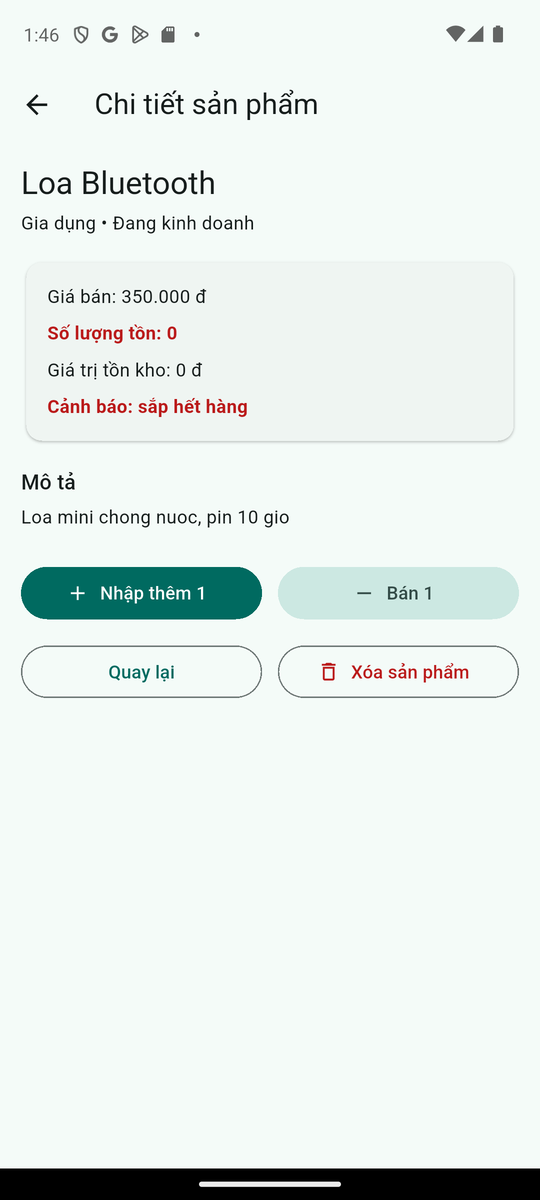 1:46
Chi tiết sản phẩm
Loa Bluetooth
Gia dụng • Đang kinh doanh
Giá bán: 350.000 đ
Số lượng tồn: 0
Giá trị tồn kho: 0 đ
Cảnh báo: sắp hết hàng
Mô tả
Loa mini chong nuoc, pin 10 gio
Nhập thêm 1
Bán 1
Quay lại
Xóa sản phẩm